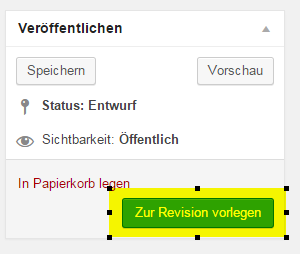 Veröffentlichen
Speichern Vorschau
Status: Entwurf
Sichtbarkeit: Öffentlich
In Papierkorb legen
Zur Revision vorlegen